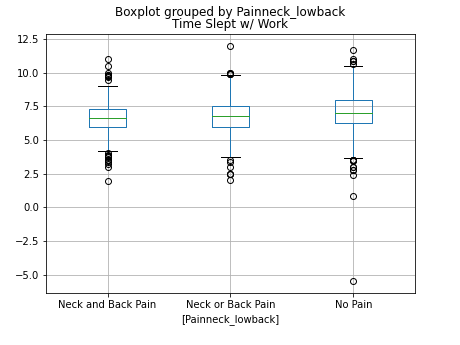 Boxplot grouped by Painneck_lowback
Time Slept w/ Work
12.5
10.0
7.5
5.0
2.5
0.0
−2.5
−5.0
Neck and Back Pain
Neck or Back Pain
No Pain
[Painneck_lowback]